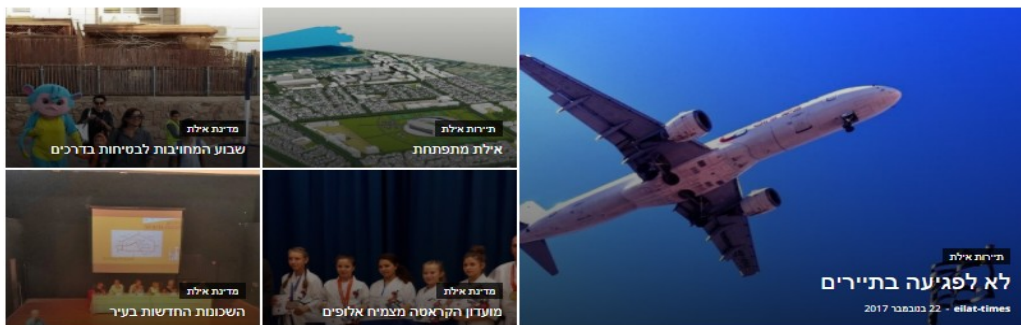 תיירות אילת
לא לפגיעה בתיירים
eilat-times - 22 בנובמבר 2017
תיירות אילת
אילת מתפתחת
מדינת אילת
שבוע המחויבות לבטיחות בדרכים
מדינת אילת
מועדון הקראטה מצמיח אלופים
מדינת אילת
השכונות החדשות בעיר